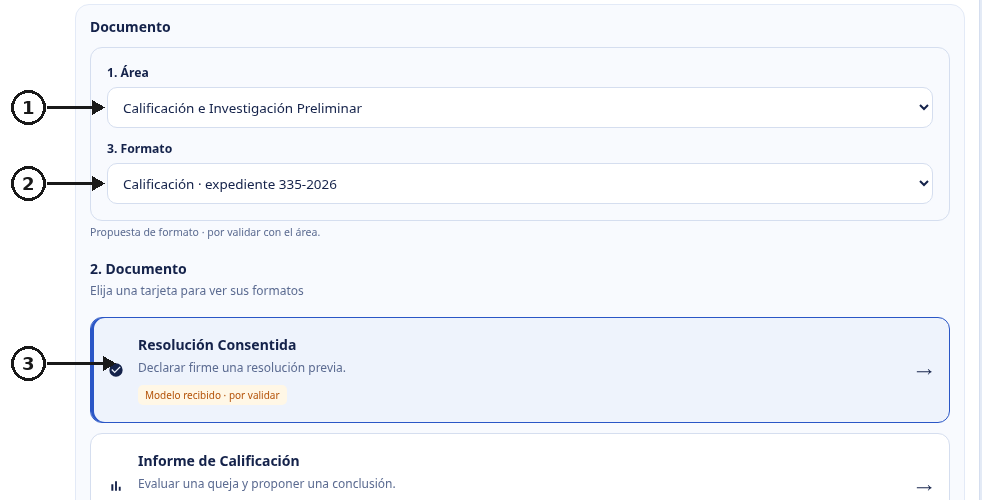 Documento
1. Área
1
Calificación e Investigación Preliminar
3. Formato
2
Calificación · expediente 335-2026
Propuesta de formato · por validar con el área.
2. Documento
Elija una tarjeta para ver sus formatos
Resolución Consentida
3
Declarar firme una resolución previa.
→
Modelo recibido · por validar
Informe de Calificación
Evaluar una queja y proponer una conclusión.
→